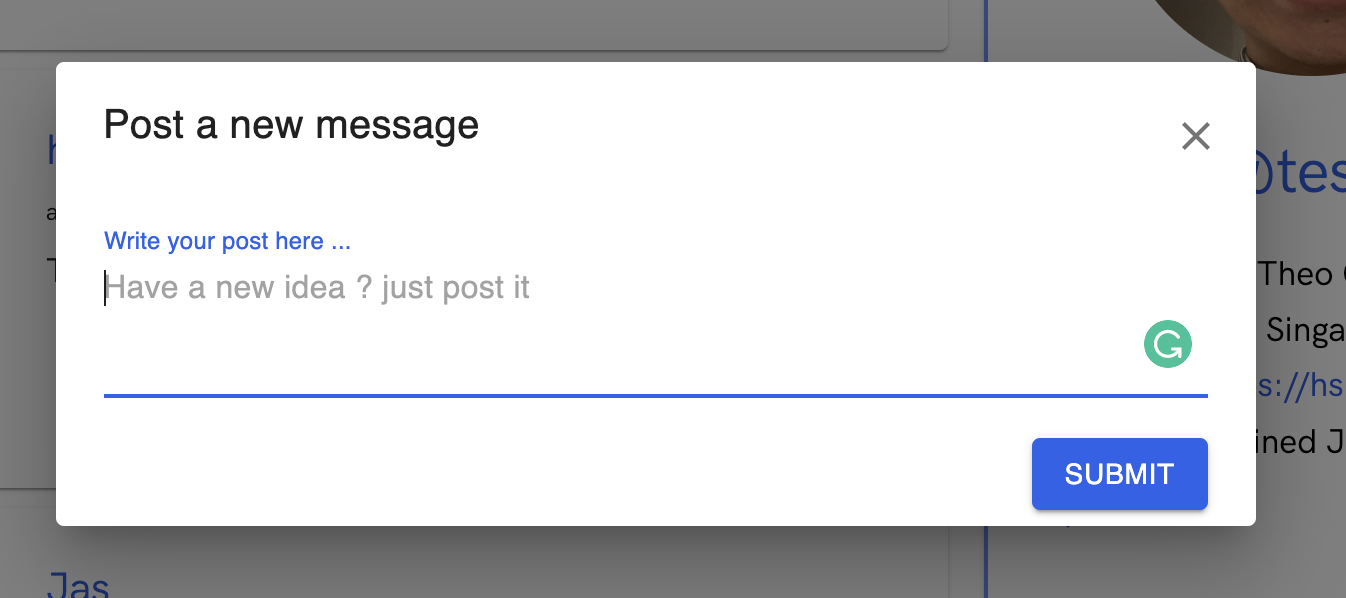 Post a new message
Write your post here ...
Have a new idea ? just post it
SUBMIT
@tes
Theo
Singa
s://hs
ined J
Jas